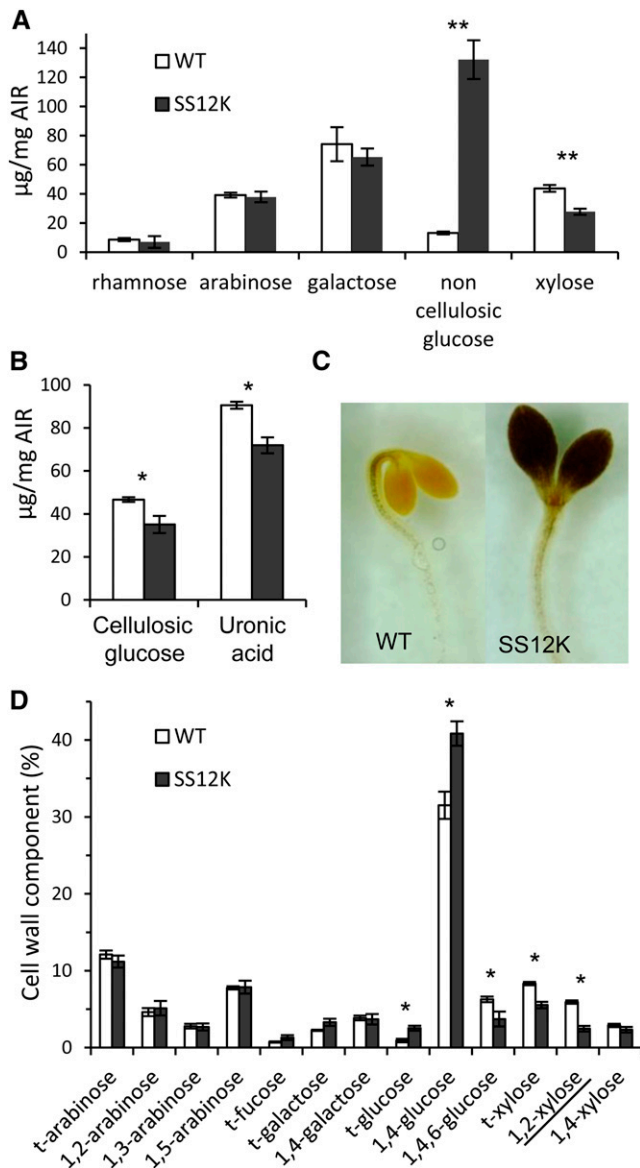 A
140
120
100
80
60
40
20
0
µg/mg AIR
WT
SS12K
**
**
rhamnose arabinose galactose non cellulosic glucose xylose
B
100
80
60
40
20
0
µg/mg AIR
*
*
Cellulosic glucose
Uronic acid
C
WT
SS12K
D
40
30
20
10
0
Cell wall component (%)
WT
SS12K
*
*
*
*
*
t-arabinose
1,2-arabinose
1,3-arabinose
1,5-arabinose
t-fucose
t-galactose
1,4-galactose
t-glucose
1,4-glucose
1,4,6-glucose
t-xylose
1,2-xylose
1,4-xylose